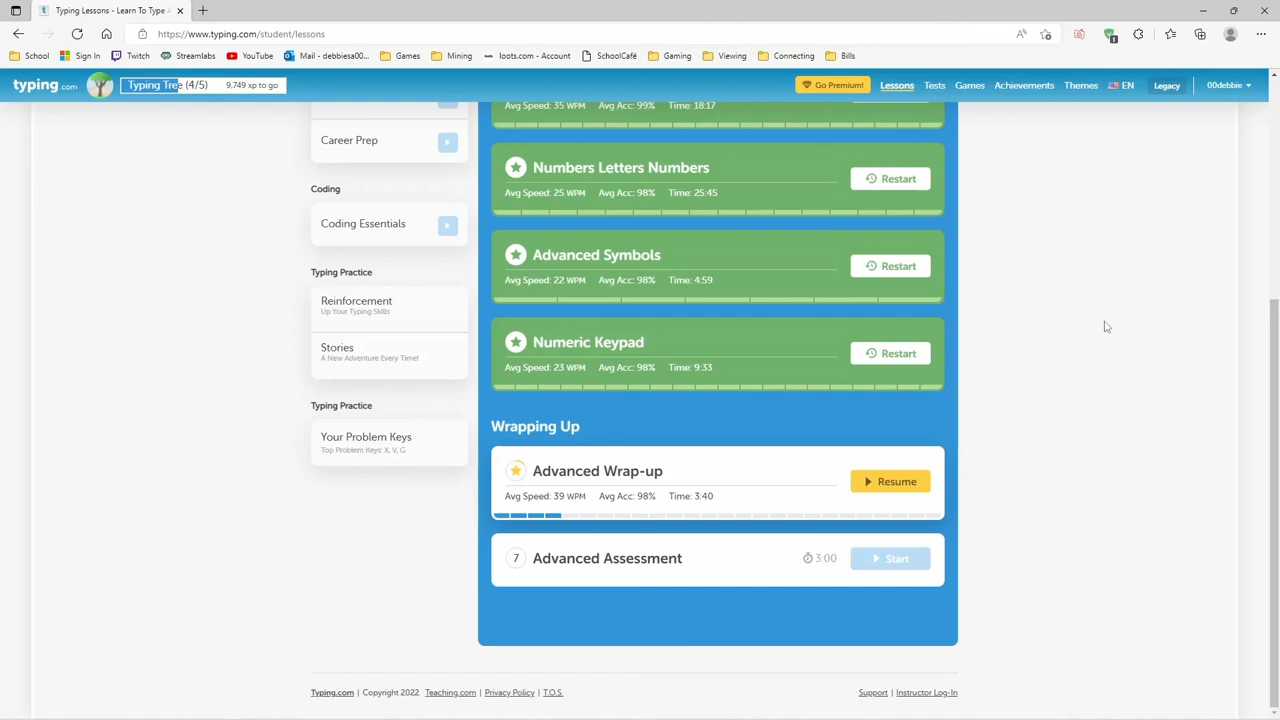 Typing Lessons - Learn To Type
https://www.typing.com/student/lessons
School Sign In Twitch Streamlabs YouTube Mail - debbiesa00... Games Mining loots.com - Account SchoolCafé Gaming Viewing Connecting Bills
typing.com Typing Tree (4/5) 9,749 xp to go Go Premium! Lessons Tests Games Achievements Themes EN Legacy 00debbie
Avg Speed: 35 WPM Avg Acc: 99% Time: 18:17
Career Prep
Numbers Letters Numbers
Restart
Avg Speed: 25 WPM Avg Acc: 98% Time: 25:45
Coding
Coding Essentials
Advanced Symbols
Restart
Avg Speed: 22 WPM Avg Acc: 98% Time: 4:59
Typing Practice
Reinforcement
Up Your Typing Skills
Stories
A New Adventure Every Time!
Numeric Keypad
Restart
Avg Speed: 23 WPM Avg Acc: 98% Time: 9:33
Typing Practice
Your Problem Keys
Top Problem Keys: X, V, G
Wrapping Up
Advanced Wrap-up
Resume
Avg Speed: 39 WPM Avg Acc: 98% Time: 3:40
7 Advanced Assessment 3:00 Start
Typing.com | Copyright 2022 Teaching.com | Privacy Policy | T.O.S.
Support | Instructor Log-In